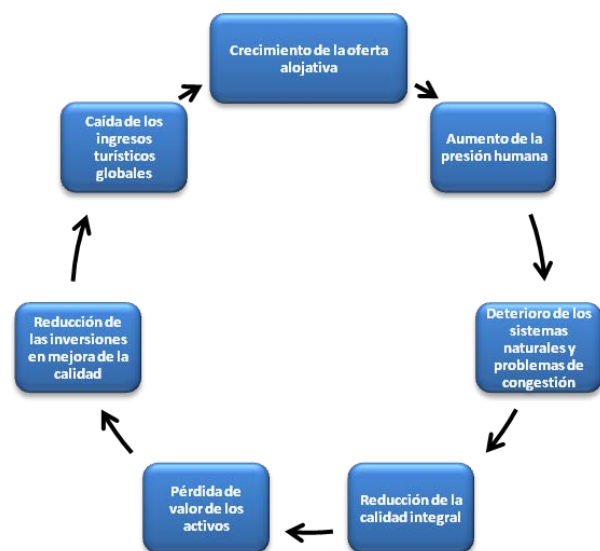 Crecimiento de la oferta
alojativa
Aumento de la
presión humana
Deterioro de los
sistemas
naturales y
problemas de
congestión
Reducción de la
calidad integral
Pérdida de
valor de los
activos
Reducción de
las inversiones
en mejora de la
calidad
Caída de los
ingresos
turísticos
globales